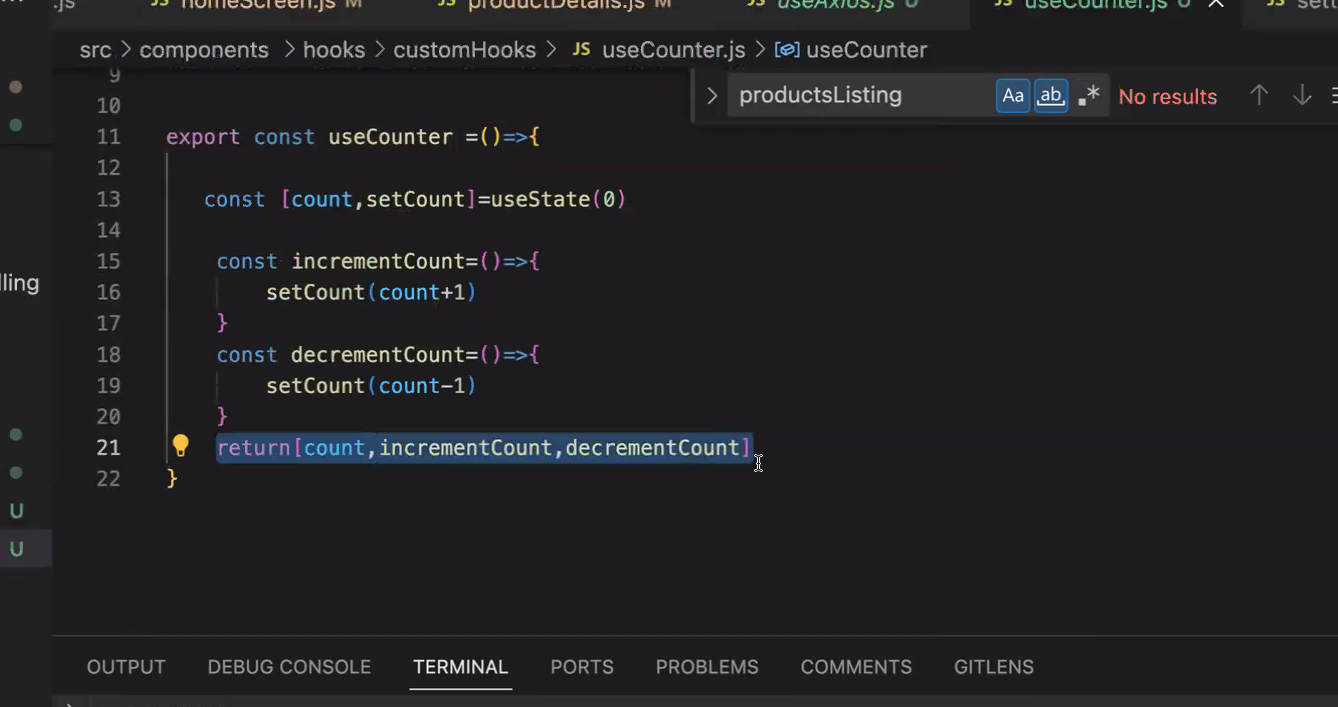 .js JS homeScreen.js M JS productDetails.js M JS useAxios.js U JS useCounter.js U JS
src > components > hooks > customHooks > JS useCounter.js > useCounter
productsListing Aa ab .* No results
9
10
11 export const useCounter =()=>{
12
13 const [count,setCount]=useState(0)
14
15 const incrementCount=()=>{
16 setCount(count+1)
17 }
18 const decrementCount=()=>{
19 setCount(count-1)
20 }
21 return[count,incrementCount,decrementCount]
22 }
lling
U
U
OUTPUT DEBUG CONSOLE TERMINAL PORTS PROBLEMS COMMENTS GITLENS